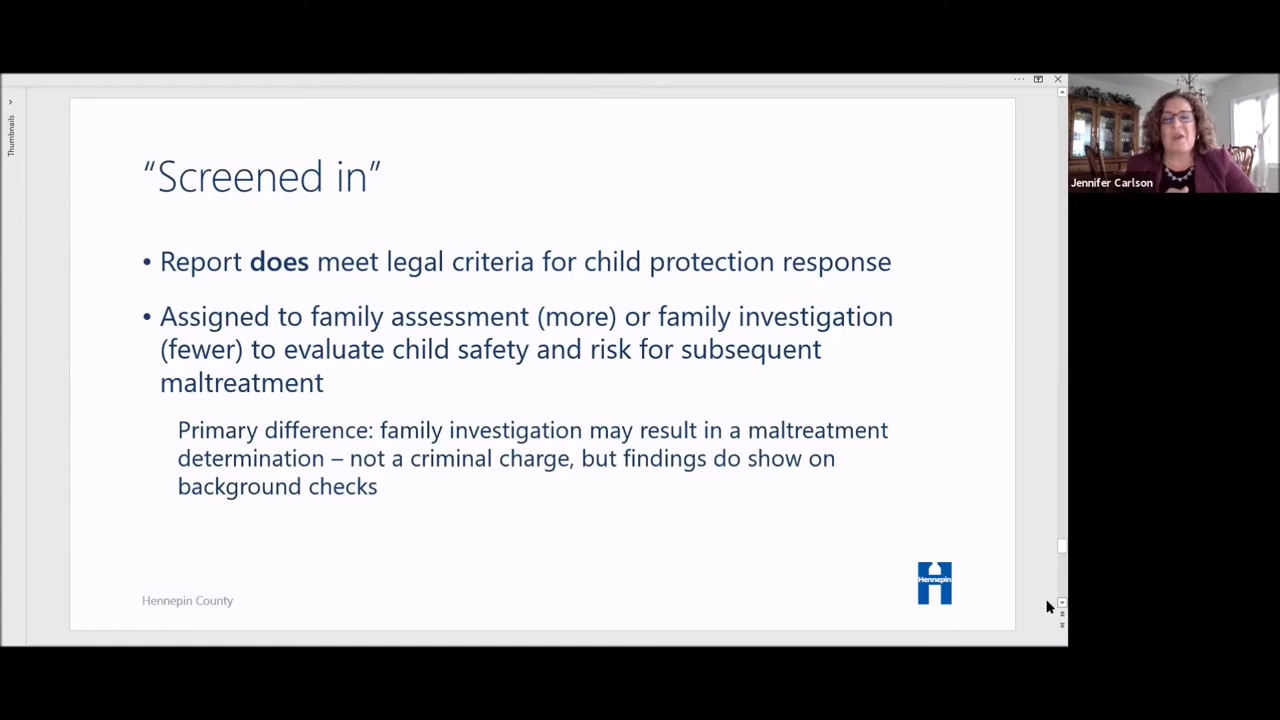 Thumbnails
“Screened in”
• Report does meet legal criteria for child protection response
• Assigned to family assessment (more) or family investigation
(fewer) to evaluate child safety and risk for subsequent
maltreatment
Primary difference: family investigation may result in a maltreatment
determination – not a criminal charge, but findings do show on
background checks
Hennepin County
Hennepin
Jennifer Carlson